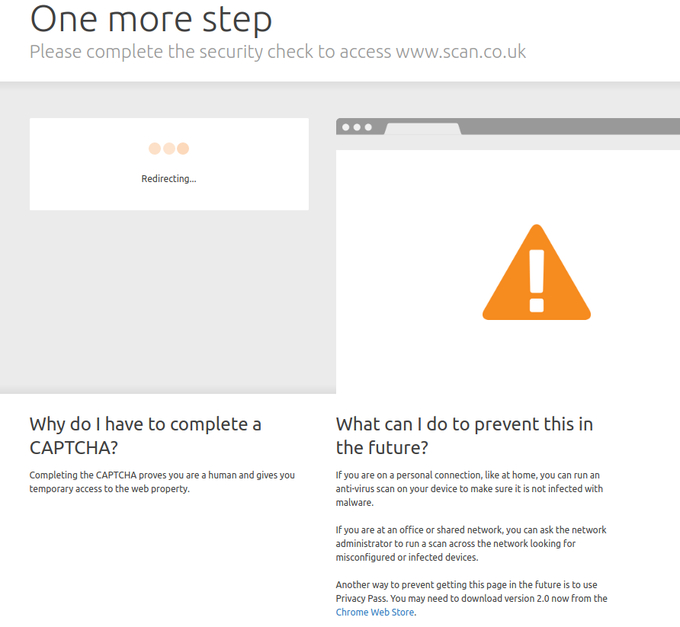 One more step
Please complete the security check to access www.scan.co.uk
Redirecting...
Why do I have to complete a
CAPTCHA?
Completing the CAPTCHA proves you are a human and gives you
temporary access to the web property.
What can I do to prevent this in
the future?
If you are on a personal connection, like at home, you can run an
anti-virus scan on your device to make sure it is not infected with
malware.
If you are at an office or shared network, you can ask the network
administrator to run a scan across the network looking for
misconfigured or infected devices.
Another way to prevent getting this page in the future is to use
Privacy Pass. You may need to download version 2.0 now from the
Chrome Web Store.